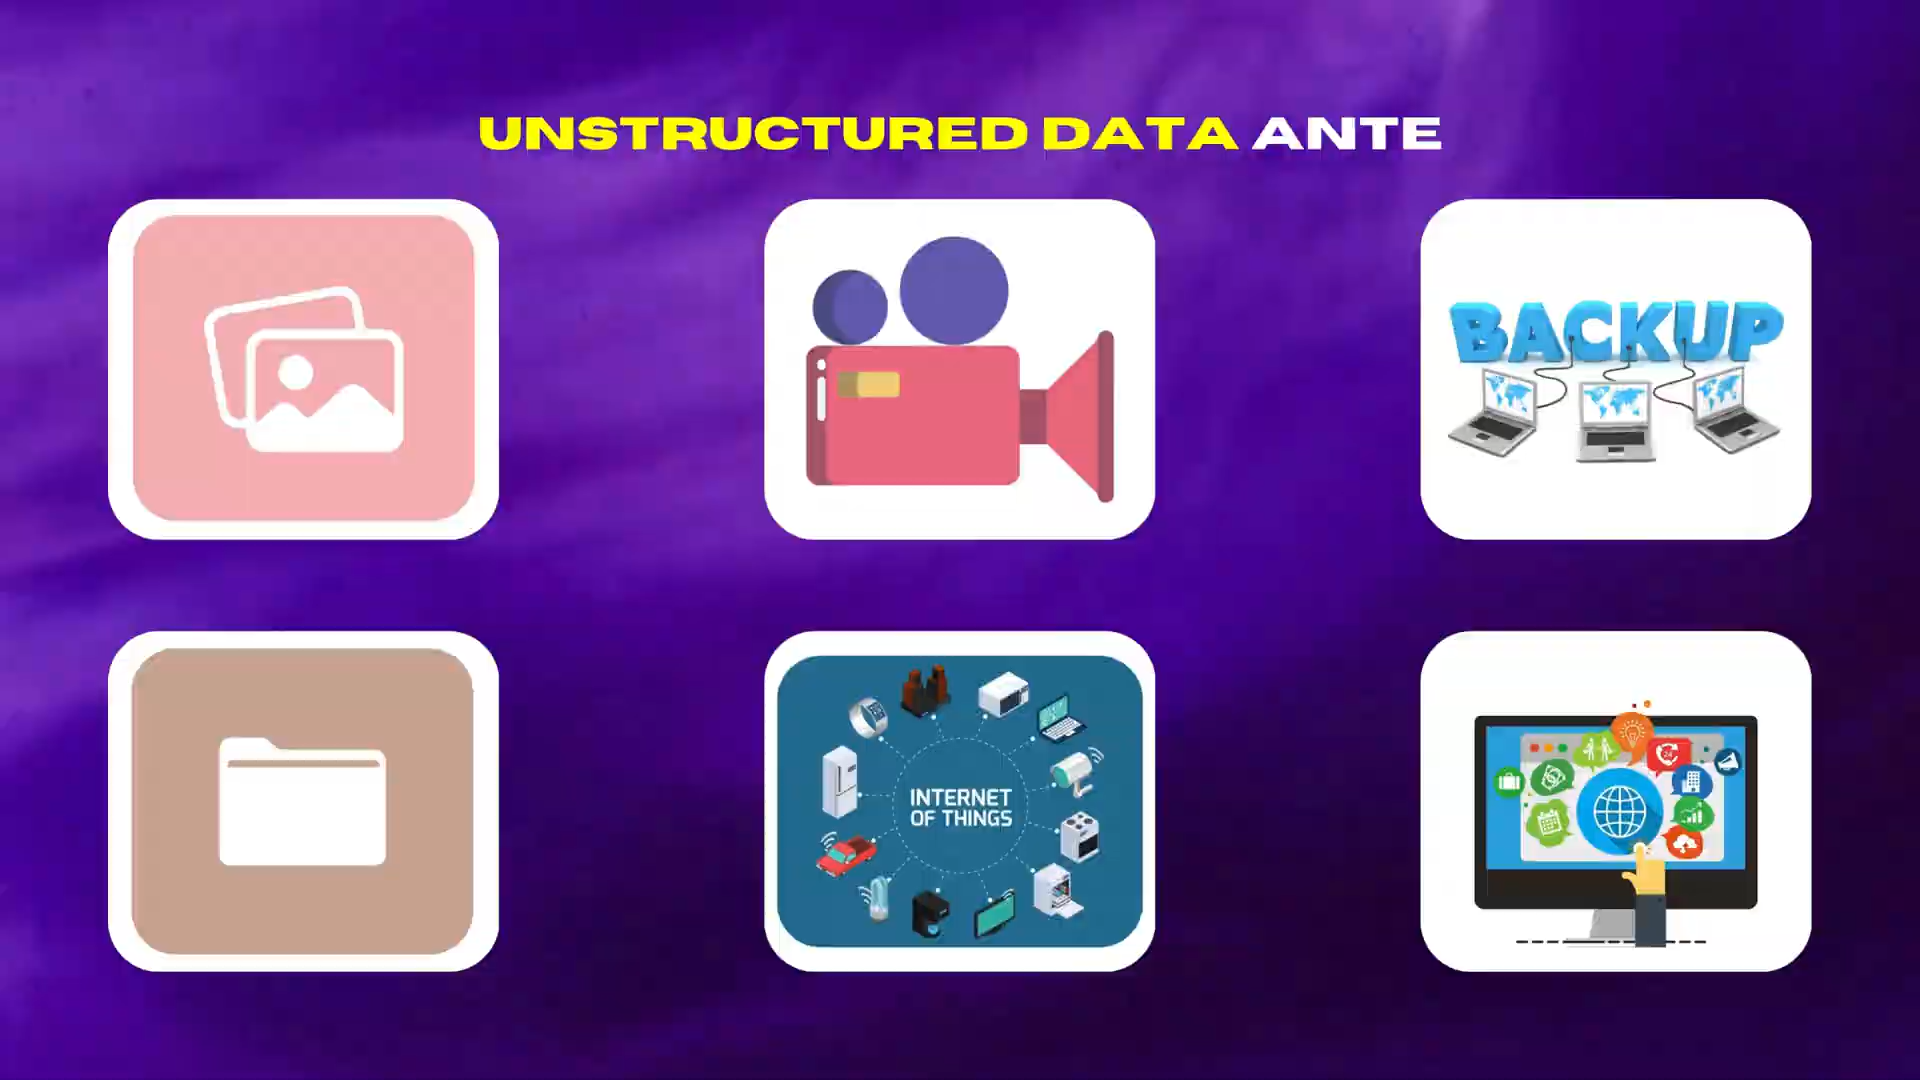 UNSTRUCTURED DATA ANTE
BACKUP
INTERNET
OF THINGS